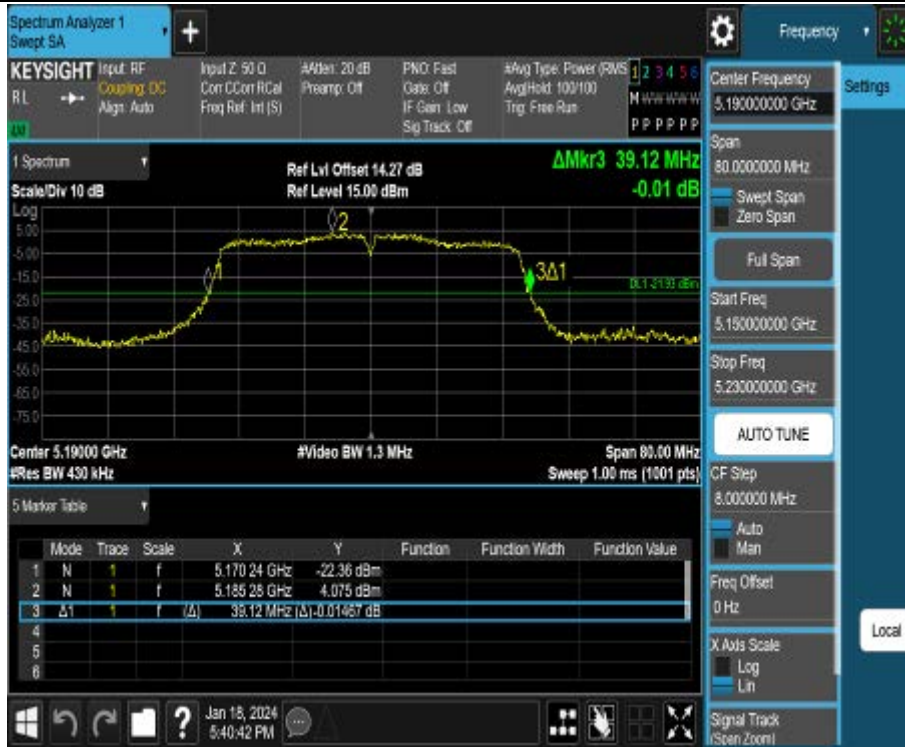 Spectrum Analyzer 1
Swept SA
+
Frequency
KEYSIGHT
RL
Input: RF
Coupling: DC
Align: Auto
Input Z: 50 Ω
Corr CCorr RCal
Freq Ref: Int (S)
#Atten: 20 dB
Preamp: Off
PNO: Fast
Gate: Off
IF Gain: Low
Sig Track: Off
#Avg Type: Power (RMS
Avg|Hold: 100/100
Trig: Free Run
1 2 3 4 5 6
M W W W W W
P P P P P P
1 Spectrum
Scale/Div 10 dB
Ref Lvl Offset 14.27 dB
Ref Level 15.00 dBm
ΔMkr3 39.12 MHz
-0.01 dB
Log
5.00
-5.00
-15.0
-25.0
-35.0
-45.0
-55.0
-65.0
-75.0
2
1
3Δ1
DL1 -21.93 dBm
Center 5.19000 GHz
#Res BW 430 kHz
#Video BW 1.3 MHz
Span 80.00 MHz
Sweep 1.00 ms (1001 pts)
5 Marker Table
Mode Trace Scale X Y Function Function Width Function Value
1 N 1 f 5.170 24 GHz -22.36 dBm
2 N 1 f 5.185 28 GHz 4.075 dBm
3 Δ1 1 f (Δ) 39.12 MHz (Δ) -0.01467 dB
4
5
6
Jan 18, 2024
5:40:42 PM
?
Settings
Center Frequency
5.190000000 GHz
Span
80.0000000 MHz
Swept Span
Zero Span
Full Span
Start Freq
5.150000000 GHz
Stop Freq
5.230000000 GHz
AUTO TUNE
CF Step
8.000000 MHz
Auto
Man
Freq Offset
0 Hz
X Axis Scale
Log
Lin
Signal Track
(Span Zoom)
Local